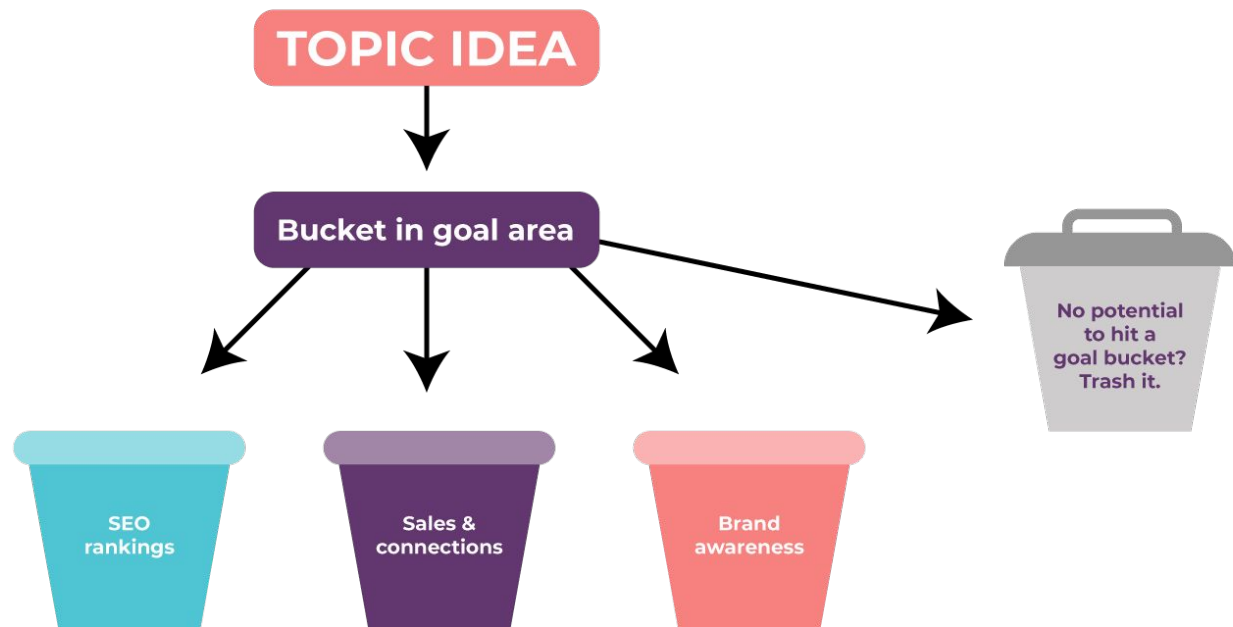 TOPIC IDEA
Bucket in goal area
No potential
to hit a
goal bucket?
Trash it.
SEO
rankings
Sales &
connections
Brand
awareness